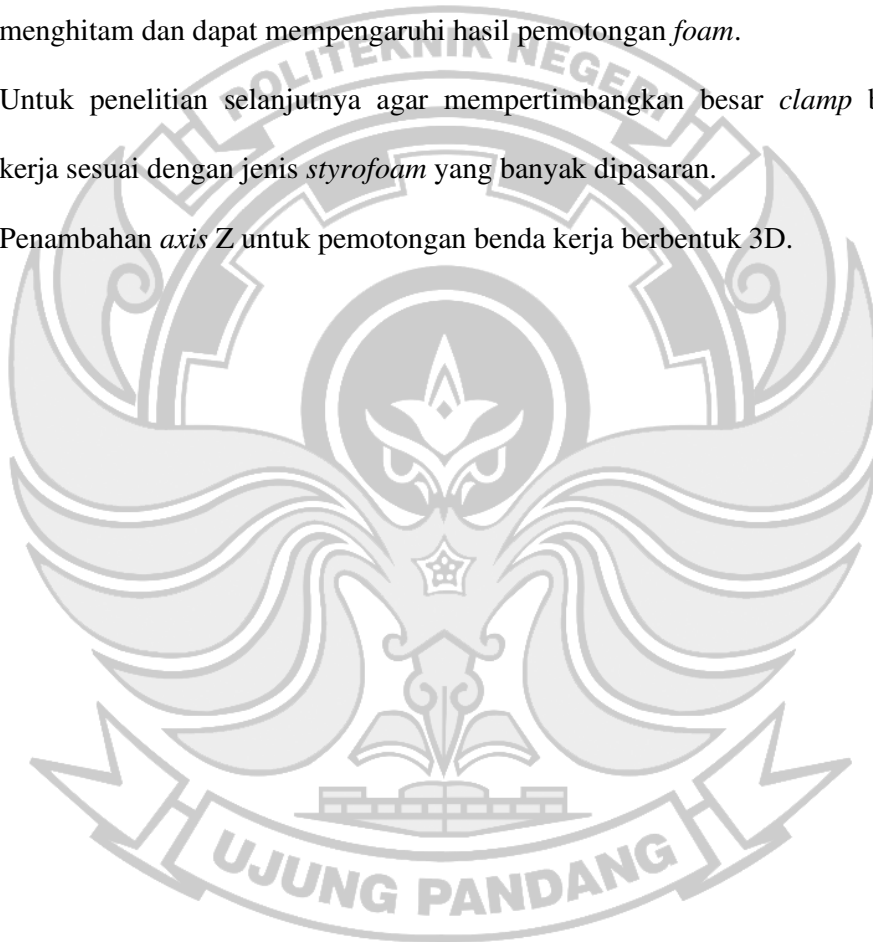 menghitam dan dapat mempengaruhi hasil pemotongan foam.
POLITEKNIK NEGERI
Untuk penelitian selanjutnya agar mempertimbangkan besar clamp b
kerja sesuai dengan jenis styrofoam yang banyak dipasaran.
Penambahan axis Z untuk pemotongan benda kerja berbentuk 3D.
UJUNG PANDANG